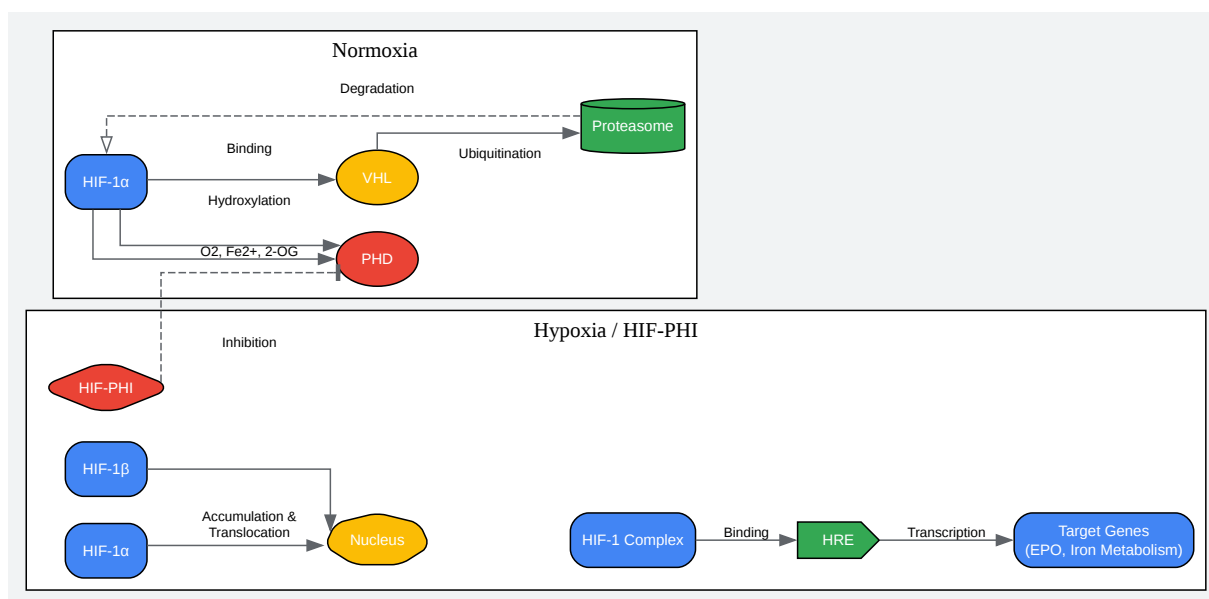 Normoxia
Degradation
Proteasome
Binding
Ubiquitination
HIF-1α
VHL
Hydroxylation
O2, Fe2+, 2-OG
PHD
Hypoxia / HIF-PHI
Inhibition
HIF-PHI
HIF-1β
Accumulation &
Translocation
HIF-1α
Nucleus
HIF-1 Complex
Binding
HRE
Transcription
Target Genes
(EPO, Iron Metabolism)